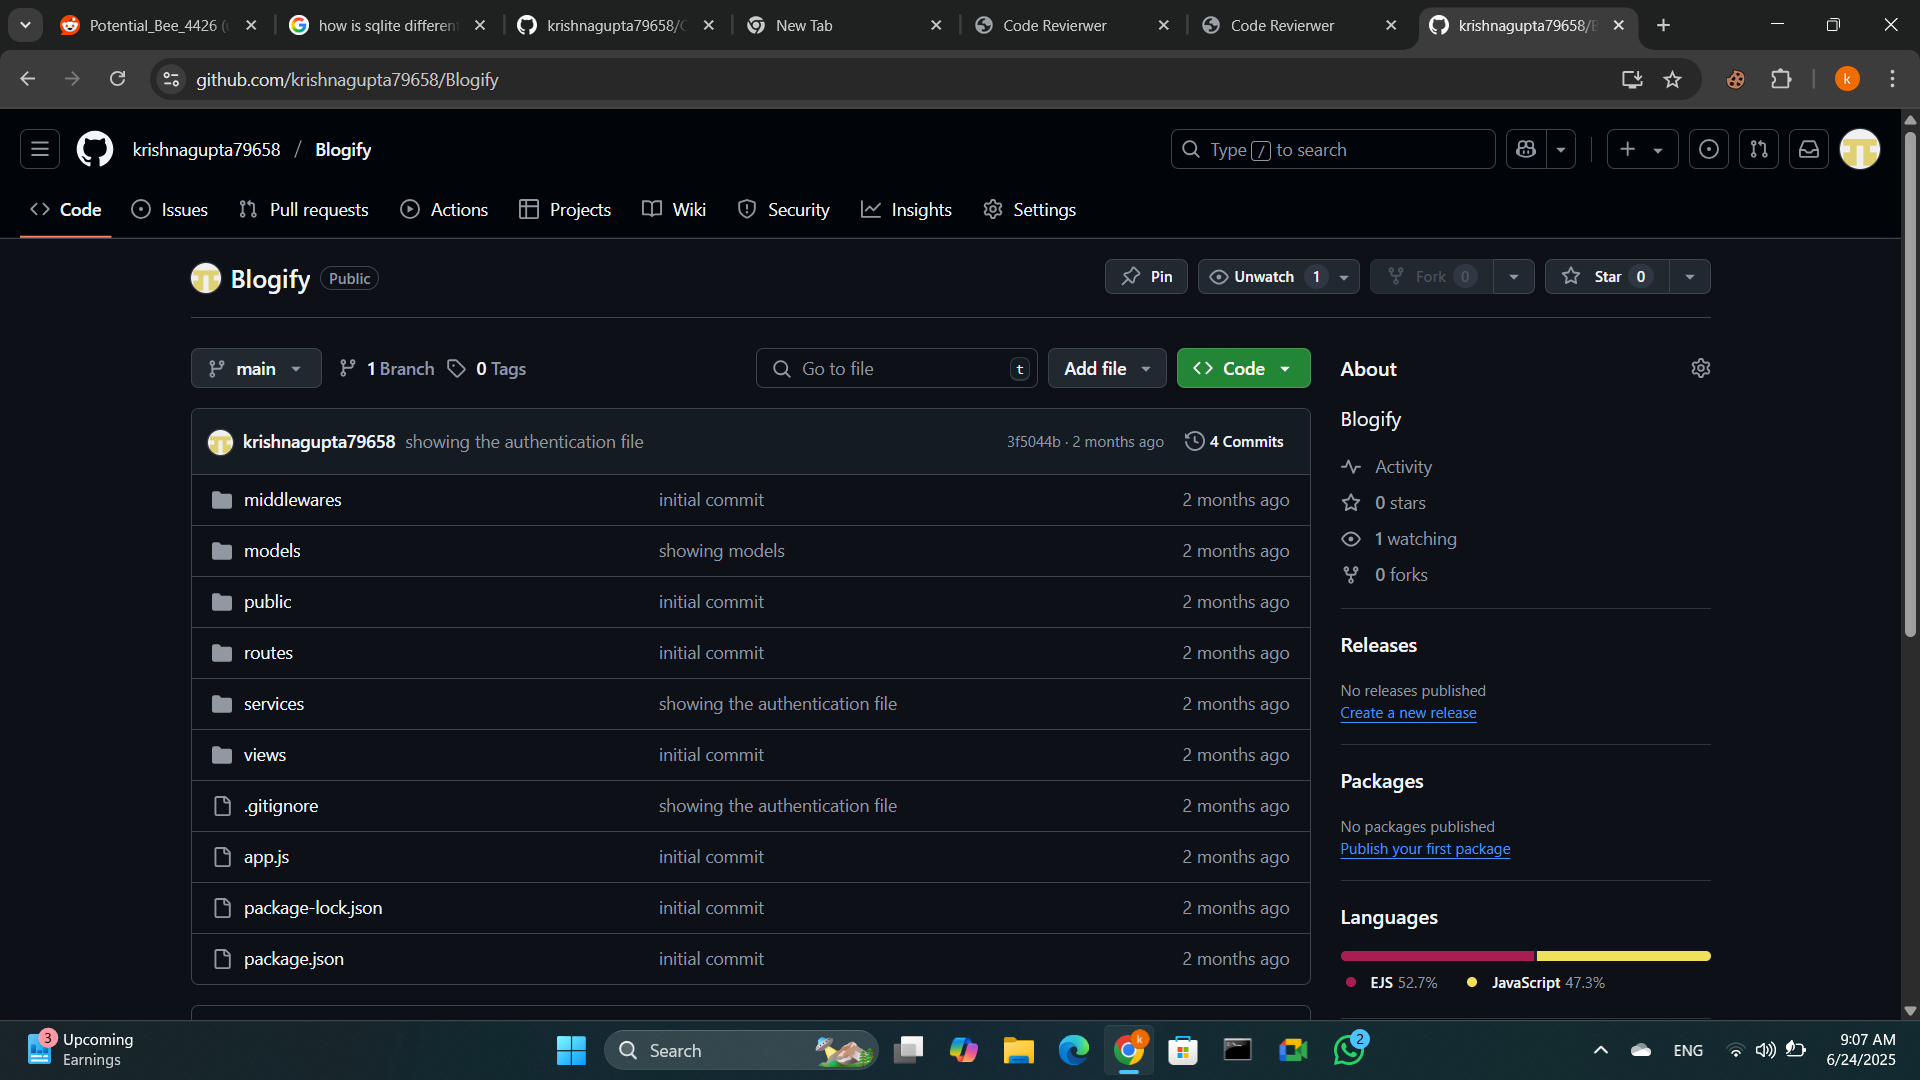 Potential_Bee_4426 (
how is sqlite different
krishnagupta79658/
New Tab
Code Revierwer
Code Revierwer
krishnagupta79658/
github.com/krishnagupta79658/Blogify
k
krishnagupta79658 / Blogify
Type / to search
Code
Issues
Pull requests
Actions
Projects
Wiki
Security
Insights
Settings
Blogify Public
Pin
Unwatch 1
Fork 0
Star 0
main
1 Branch
0 Tags
Go to file t
Add file
Code
krishnagupta79658 showing the authentication file 3f5044b · 2 months ago 4 Commits
middlewares initial commit 2 months ago
models showing models 2 months ago
public initial commit 2 months ago
routes initial commit 2 months ago
services showing the authentication file 2 months ago
views initial commit 2 months ago
.gitignore showing the authentication file 2 months ago
app.js initial commit 2 months ago
package-lock.json initial commit 2 months ago
package.json initial commit 2 months ago
About
Blogify
Activity
0 stars
1 watching
0 forks
Releases
No releases published
Create a new release
Packages
No packages published
Publish your first package
Languages
EJS 52.7% JavaScript 47.3%
3
Upcoming
Earnings
Search
k
2
ENG
9:07 AM
6/24/2025